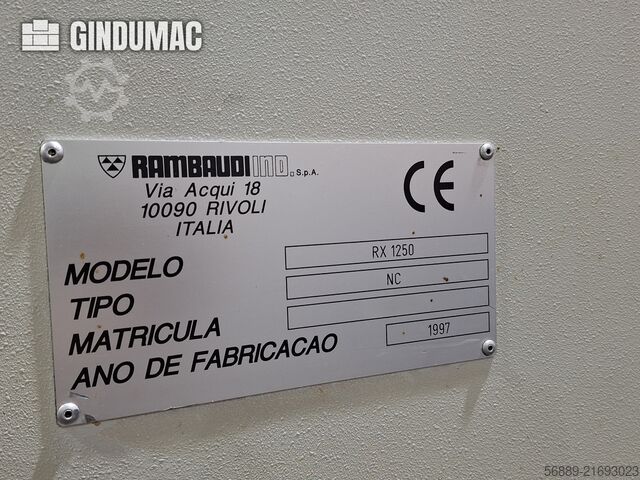 GINDUMAC
RAMBAUDI IND. S.p.A.
Via Acqui 18
10090 RIVOLI
ITALIA
CE
MODELO RX 1250
TIPO NC
MATRICULA
ANO DE FABRICACAO 1997
56889-21693023